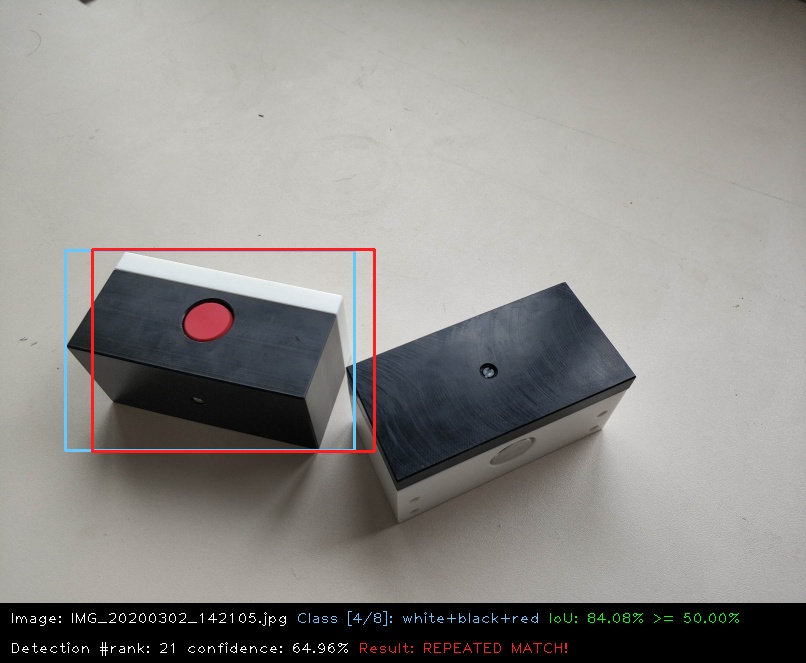 Image: IMG_20200302_142105.jpg Class [4/8]: white+black+red IoU: 84.08% >= 50.00%
Detection #rank: 21 confidence: 64.96% Result: REPEATED MATCH!